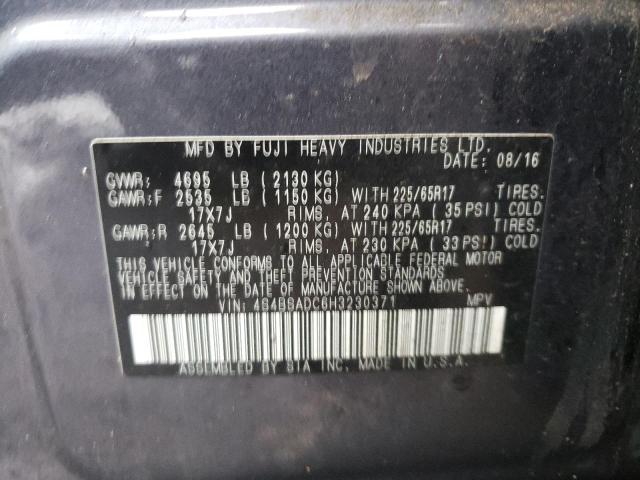 MFD BY FUJI HEAVY INDUSTRIES LTD.
DATE: 08/16
GVWR: 4695 LB (2130 KG)
GAWR:F 2535 LB (1150 KG) WITH 225/65R17 TIRES.
17X7J RIMS, AT 240 KPA (35 PSI) COLD
GAWR:R 2645 LB (1200 KG) WITH 225/65R17 TIRES.
17X7J RIMS, AT 230 KPA (33 PSI) COLD
THIS VEHICLE CONFORMS TO ALL APPLICABLE FEDERAL MOTOR
VEHICLE SAFETY AND THEFT PREVENTION STANDARDS
IN EFFECT ON THE DATE OF MANUFACTURE SHOWN ABOVE.
VIN: 4S4BSADC6H3230371 MPV
ASSEMBLED BY SIA INC. MADE IN U.S.A.